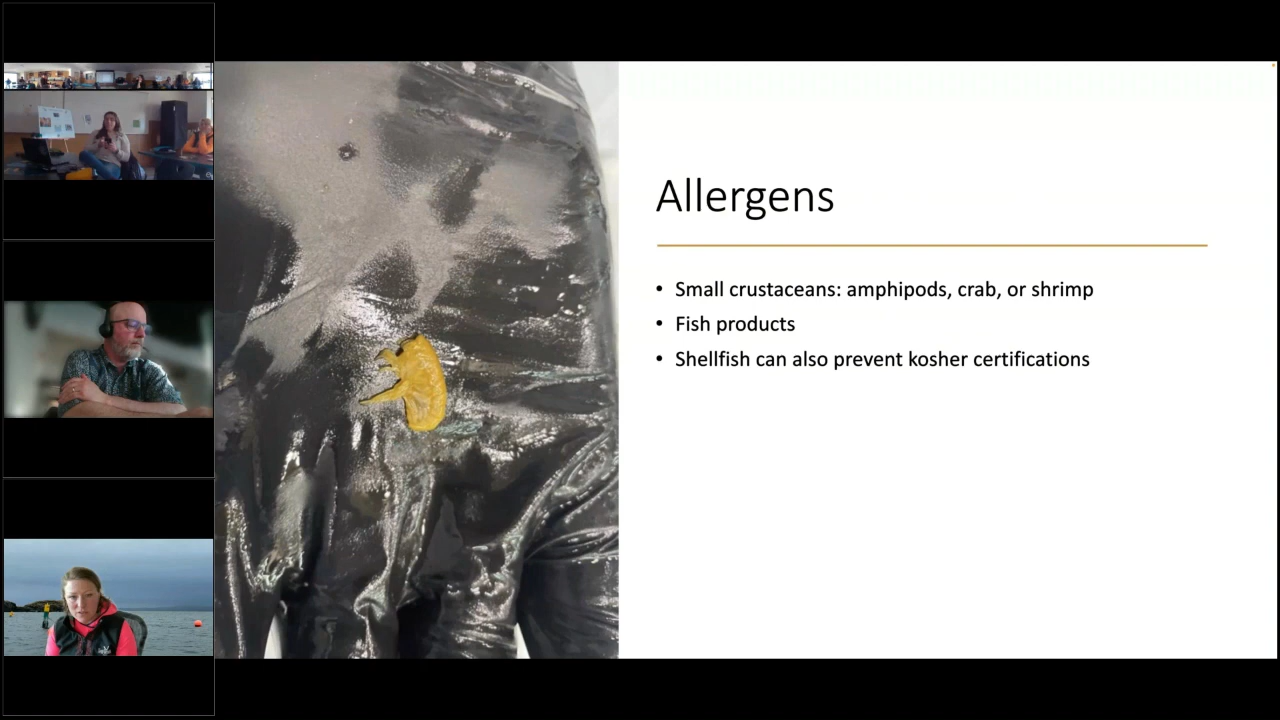 Allergens
• Small crustaceans: amphipods, crab, or shrimp
• Fish products
• Shellfish can also prevent kosher certifications